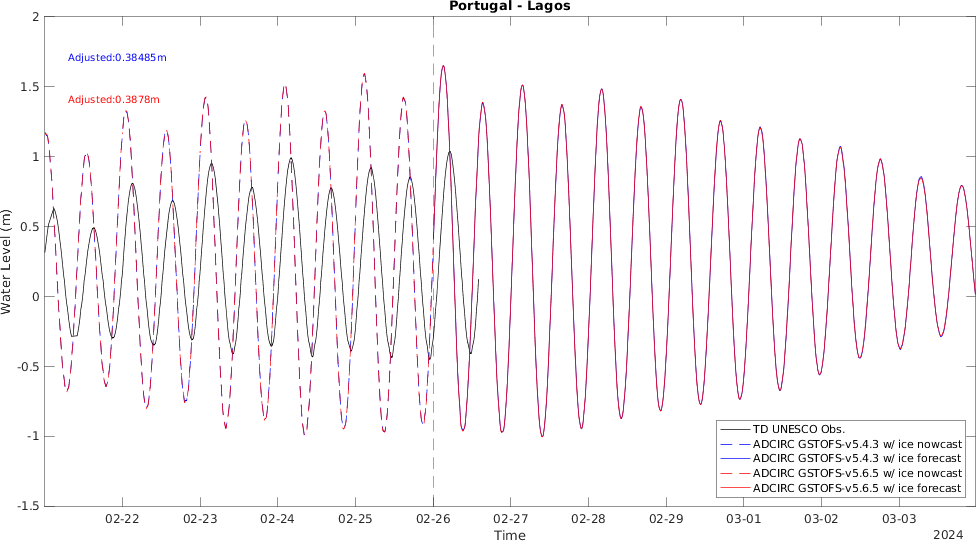 Portugal - Lagos
2
1.5
1
0.5
0
-0.5
-1
-1.5
Water Level (m)
Adjusted:0.38485m
Adjusted:0.3878m
TD UNESCO Obs.
ADCIRC GSTOFS-v5.4.3 w/ ice nowcast
ADCIRC GSTOFS-v5.4.3 w/ ice forecast
ADCIRC GSTOFS-v5.6.5 w/ ice nowcast
ADCIRC GSTOFS-v5.6.5 w/ ice forecast
02-22 02-23 02-24 02-25 02-26 02-27 02-28 02-29 03-01 03-02 03-03
Time
2024